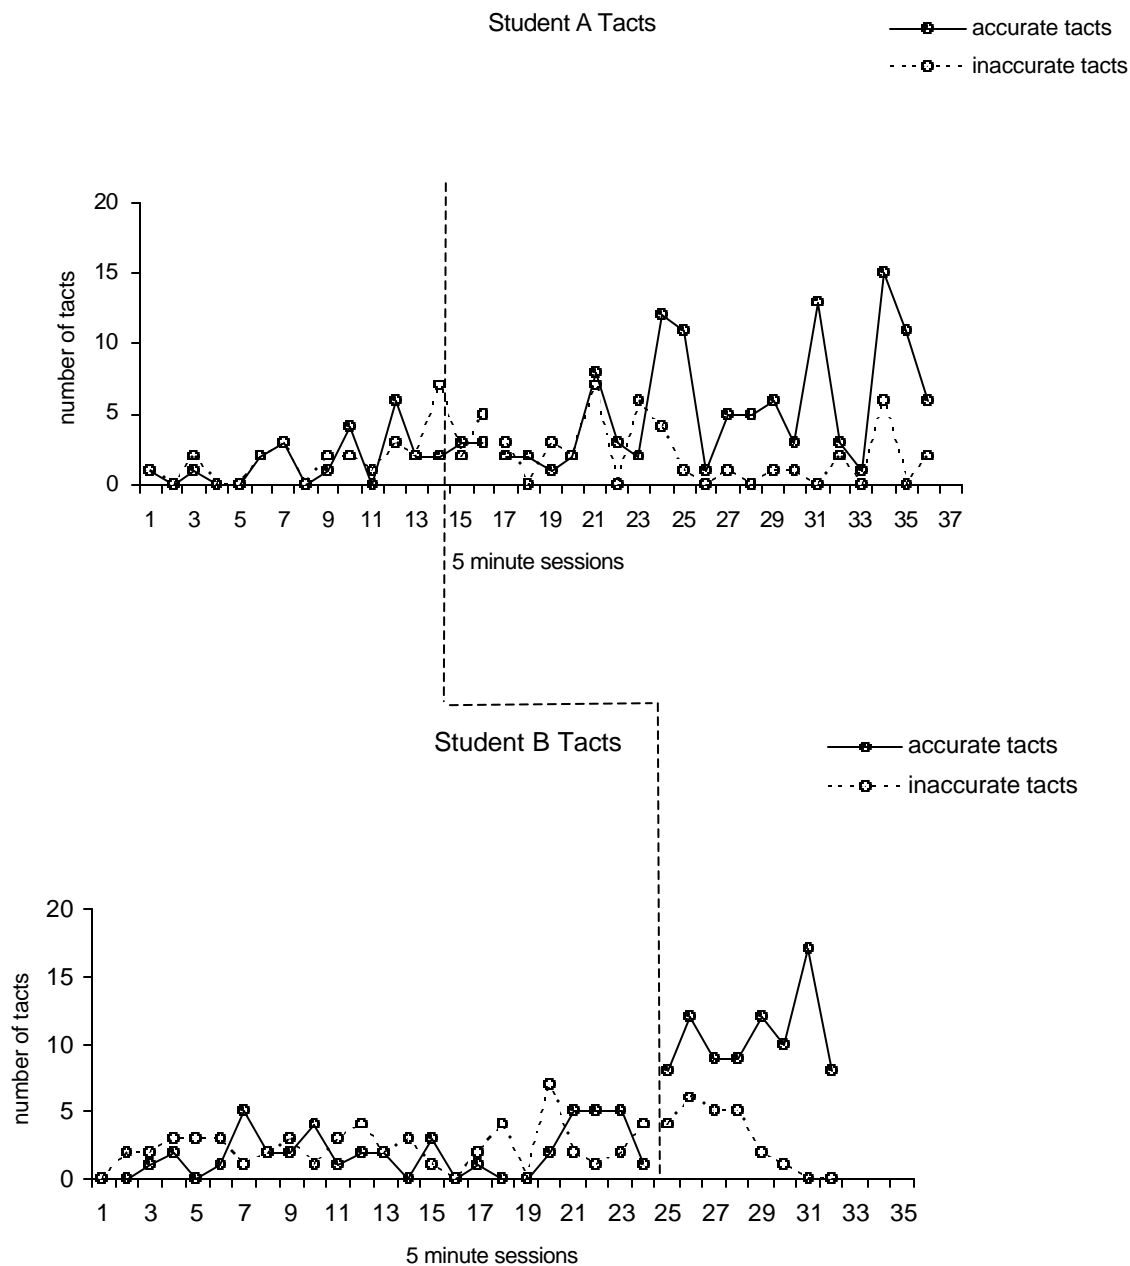 Student A Tacts
accurate tacts
inaccurate tacts
20
15
10
5
0
number of tacts
1 3 5 7 9 11 13 15 17 19 21 23 25 27 29 31 33 35 37
5 minute sessions
Student B Tacts
accurate tacts
inaccurate tacts
20
15
10
5
0
number of tacts
1 3 5 7 9 11 13 15 17 19 21 23 25 27 29 31 33 35
5 minute sessions